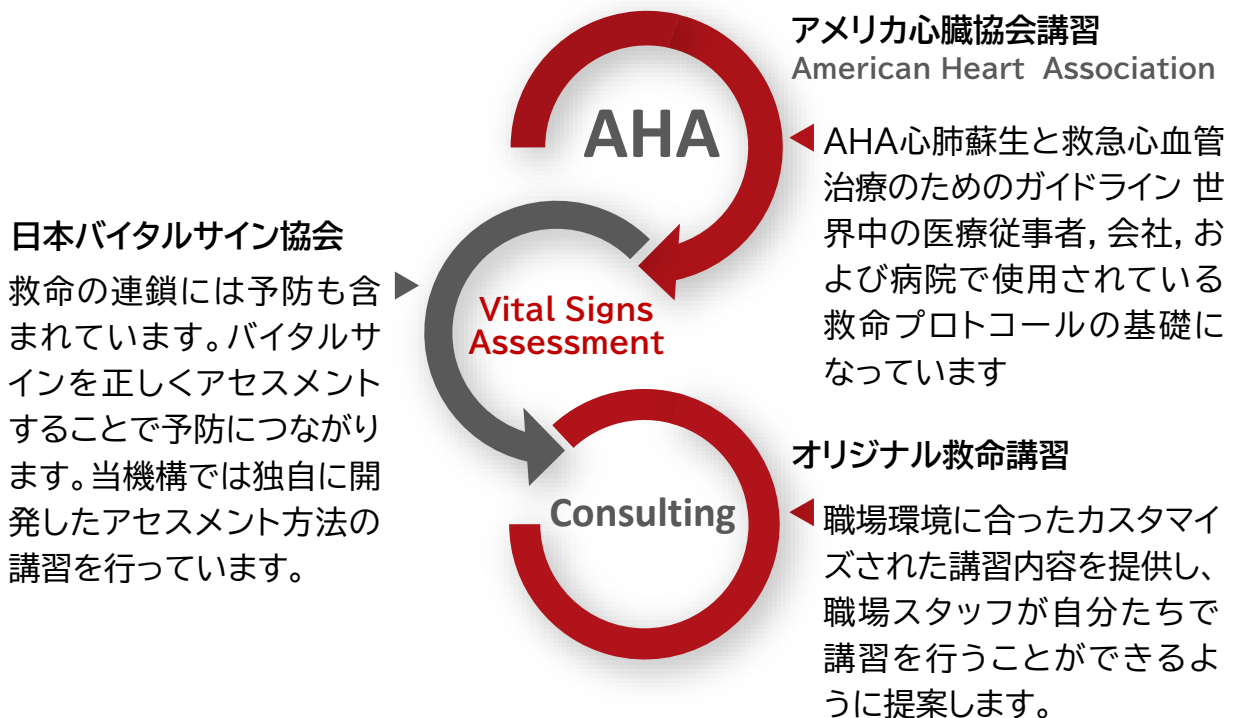 アメリカ心臓協会講習
American Heart Association
AHA
AHA心肺蘇生と救急心血管
治療のためのガイドライン 世
界中の医療従事者, 会社, お
よび病院で使用されている
救命プロトコールの基礎に
なっています
日本バイタルサイン協会
救命の連鎖には予防も含
まれています。バイタルサ
インを正しくアセスメント
することで予防につながり
ます。当機構では独自に開
発したアセスメント方法の
講習を行っています。
Vital Signs
Assessment
オリジナル救命講習
Consulting
職場環境に合ったカスタマイ
ズされた講習内容を提供し、
職場スタッフが自分たちで
講習を行うことができるよ
うに提案します。